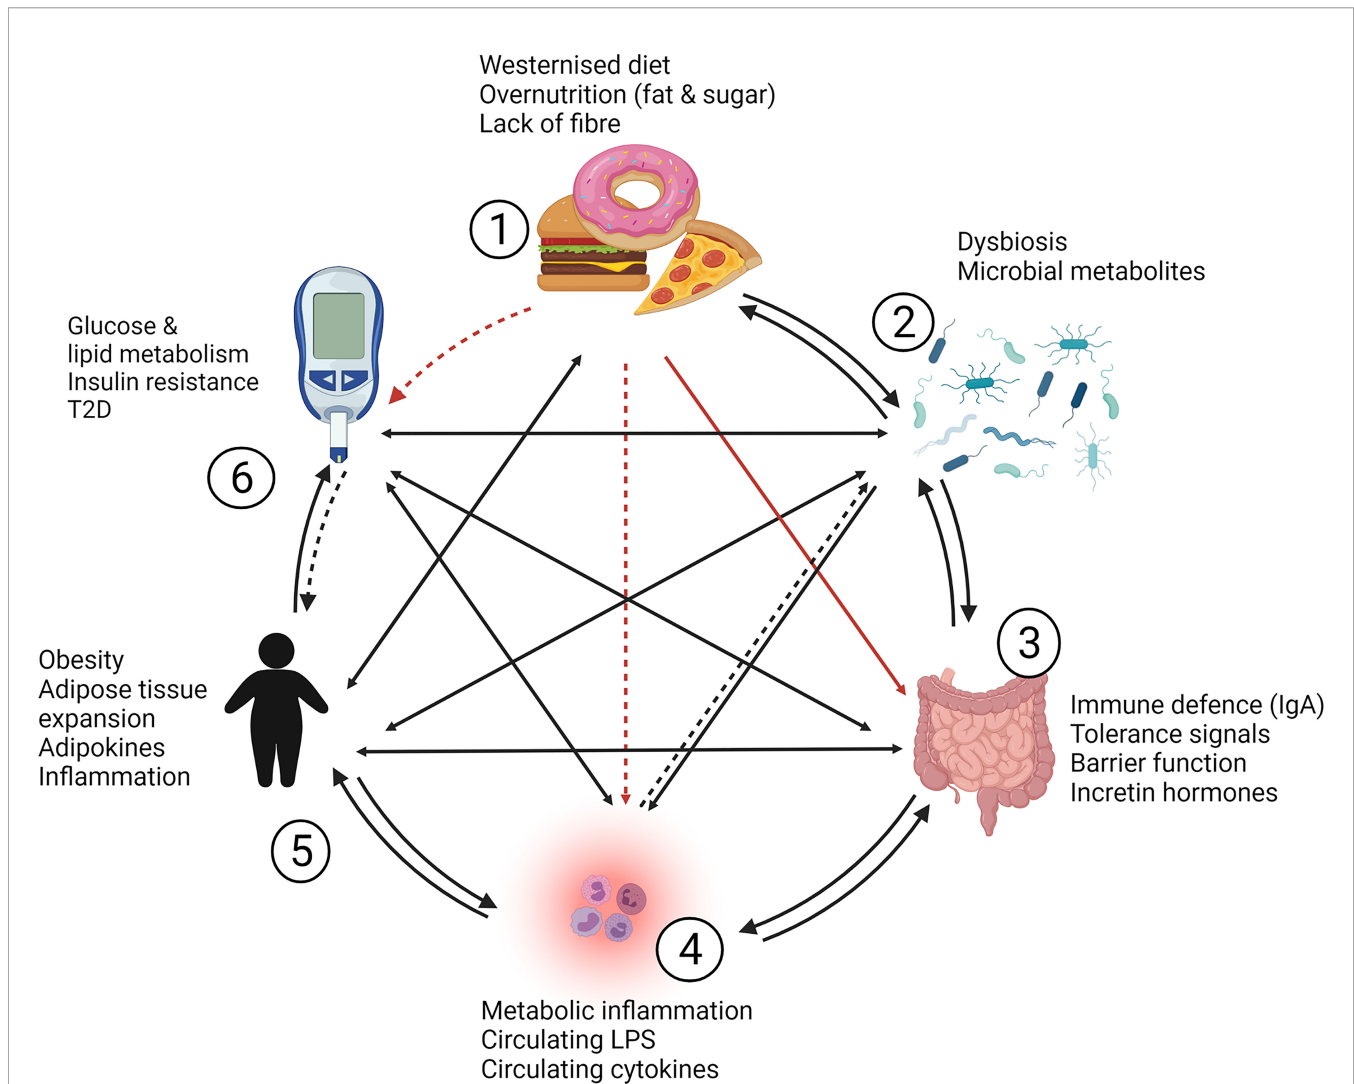 Westernised diet
Overnutrition (fat & sugar)
Lack of fibre
1
Dysbiosis
Microbial metabolites
2
3
Immune defence (IgA)
Tolerance signals
Barrier function
Incretin hormones
4
Metabolic inflammation
Circulating LPS
Circulating cytokines
5
Obesity
Adipose tissue
expansion
Adipokines
Inflammation
6
Glucose &
lipid metabolism
Insulin resistance
T2D